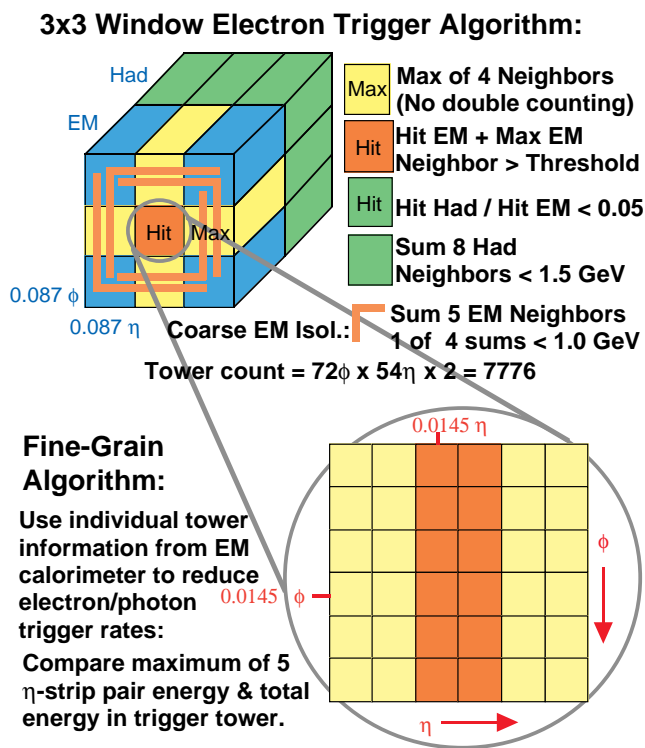 3x3 Window Electron Trigger Algorithm:
Had
EM
Max
Max of 4 Neighbors
(No double counting)
Hit
Hit EM + Max EM
Neighbor > Threshold
Hit
Hit Had / Hit EM < 0.05
Sum 8 Had
Neighbors < 1.5 GeV
Hit
Max
0.087 ϕ
0.087 η
Coarse EM Isol.:
Sum 5 EM Neighbors
1 of 4 sums < 1.0 GeV
Tower count = 72ϕ x 54η x 2 = 7776
Fine-Grain
Algorithm:
Use individual tower
information from EM
calorimeter to reduce
electron/photon
trigger rates:
Compare maximum of 5
η-strip pair energy & total
energy in trigger tower.
0.0145 η
0.0145 ϕ
ϕ
η